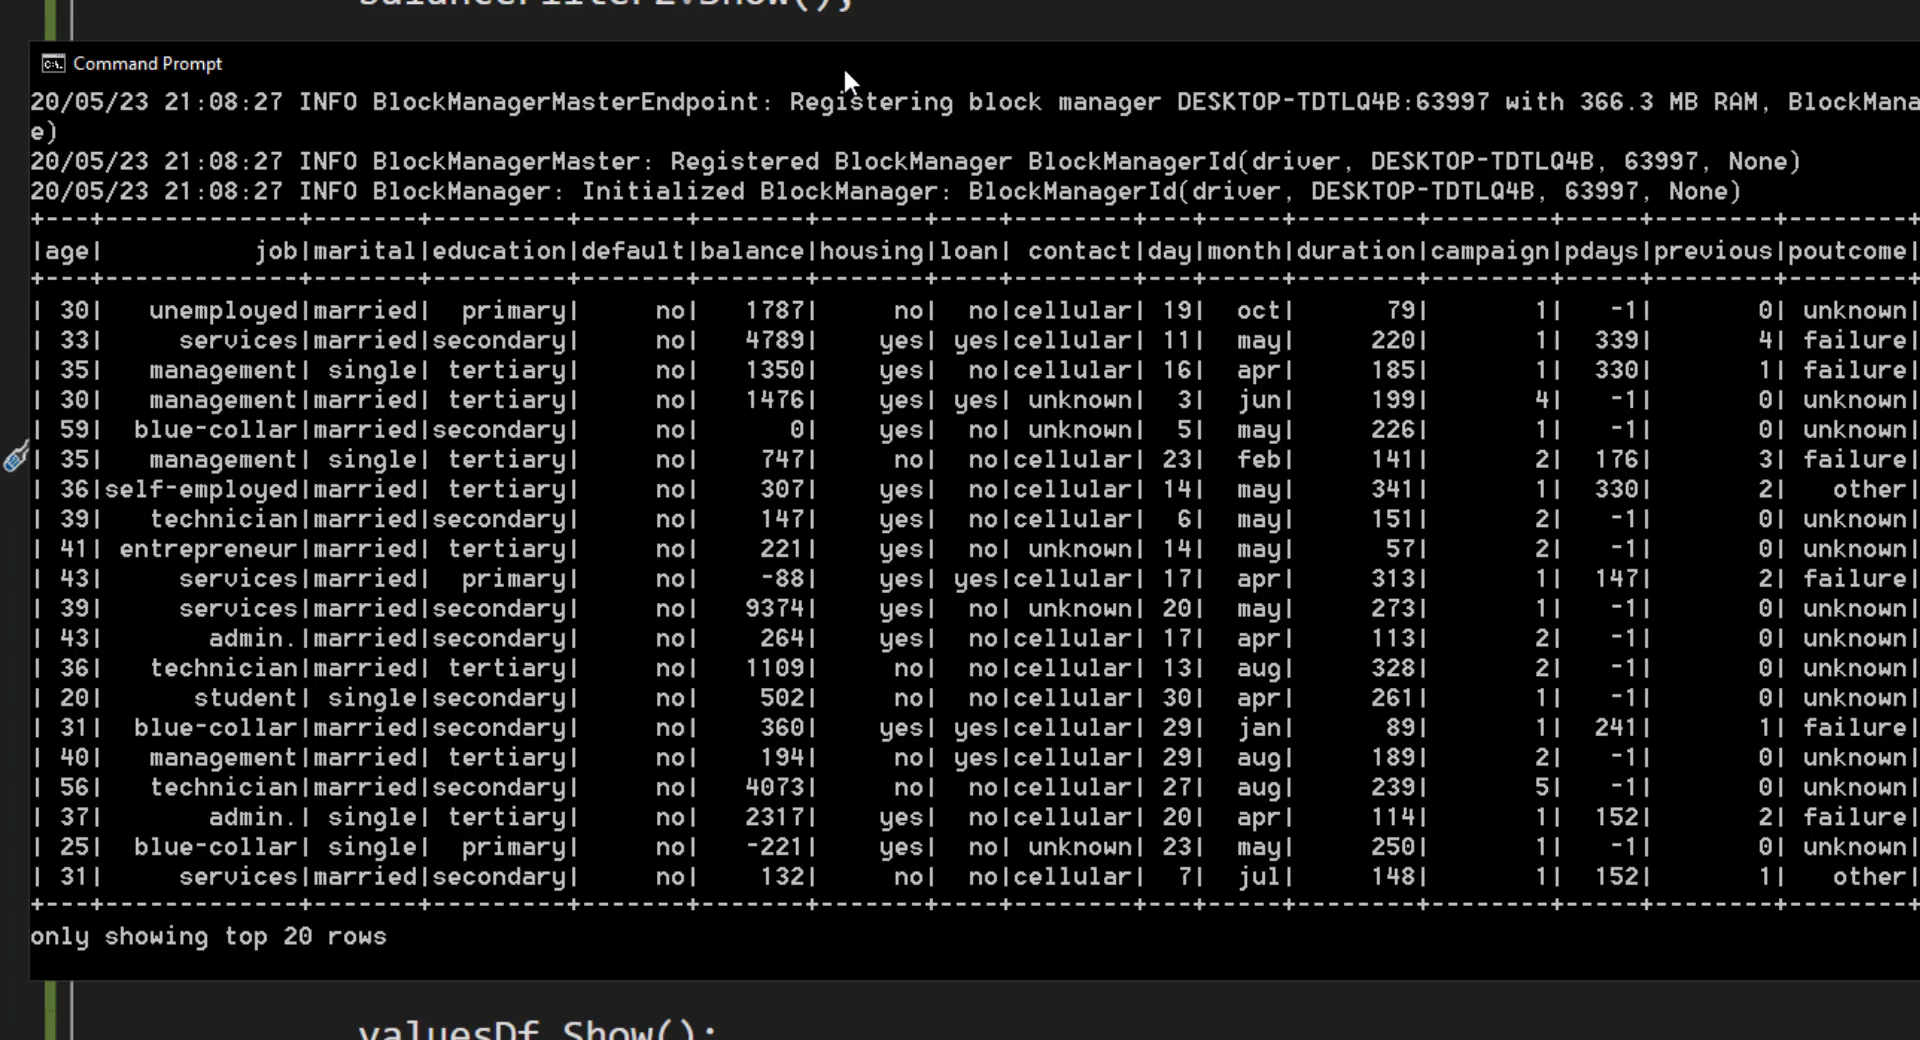 balanceFilter2.Show();
Command Prompt
20/05/23 21:08:27 INFO BlockManagerMasterEndpoint: Registering block manager DESKTOP-TDTLQ4B:63997 with 366.3 MB RAM, BlockMana
e)
20/05/23 21:08:27 INFO BlockManagerMaster: Registered BlockManager BlockManagerId(driver, DESKTOP-TDTLQ4B, 63997, None)
20/05/23 21:08:27 INFO BlockManager: Initialized BlockManager: BlockManagerId(driver, DESKTOP-TDTLQ4B, 63997, None)
+---+-------------+-------+---------+-------+-------+-------+----+--------+---+-----+--------+--------+-----+--------+--------+
|age|          job|marital|education|default|balance|housing|loan| contact|day|month|duration|campaign|pdays|previous|poutcome|
+---+-------------+-------+---------+-------+-------+-------+----+--------+---+-----+--------+--------+-----+--------+--------+
| 30|   unemployed|married|  primary|     no|   1787|     no|  no|cellular| 19|  oct|      79|       1|   -1|       0| unknown|
| 33|     services|married|secondary|     no|   4789|    yes| yes|cellular| 11|  may|     220|       1|  339|       4| failure|
| 35|   management| single| tertiary|     no|   1350|    yes|  no|cellular| 16|  apr|     185|       1|  330|       1| failure|
| 30|   management|married| tertiary|     no|   1476|    yes| yes| unknown|  3|  jun|     199|       4|   -1|       0| unknown|
| 59|  blue-collar|married|secondary|     no|      0|    yes|  no| unknown|  5|  may|     226|       1|   -1|       0| unknown|
| 35|   management| single| tertiary|     no|    747|     no|  no|cellular| 23|  feb|     141|       2|  176|       3| failure|
| 36|self-employed|married| tertiary|     no|    307|    yes|  no|cellular| 14|  may|     341|       1|  330|       2|   other|
| 39|   technician|married|secondary|     no|    147|    yes|  no|cellular|  6|  may|     151|       2|   -1|       0| unknown|
| 41| entrepreneur|married| tertiary|     no|    221|    yes|  no| unknown| 14|  may|      57|       2|   -1|       0| unknown|
| 43|     services|married|  primary|     no|    -88|    yes| yes|cellular| 17|  apr|     313|       1|  147|       2| failure|
| 39|     services|married|secondary|     no|   9374|    yes|  no| unknown| 20|  may|     273|       1|   -1|       0| unknown|
| 43|       admin.|married|secondary|     no|    264|    yes|  no|cellular| 17|  apr|     113|       2|   -1|       0| unknown|
| 36|   technician|married| tertiary|     no|   1109|     no|  no|cellular| 13|  aug|     328|       2|   -1|       0| unknown|
| 20|      student| single|secondary|     no|    502|     no|  no|cellular| 30|  apr|     261|       1|   -1|       0| unknown|
| 31|  blue-collar|married|secondary|     no|    360|    yes| yes|cellular| 29|  jan|      89|       1|  241|       1| failure|
| 40|   management|married| tertiary|     no|    194|     no| yes|cellular| 29|  aug|     189|       2|   -1|       0| unknown|
| 56|   technician|married|secondary|     no|   4073|     no|  no|cellular| 27|  aug|     239|       5|   -1|       0| unknown|
| 37|       admin.| single| tertiary|     no|   2317|    yes|  no|cellular| 20|  apr|     114|       1|  152|       2| failure|
| 25|  blue-collar| single|  primary|     no|   -221|    yes|  no| unknown| 23|  may|     250|       1|   -1|       0| unknown|
| 31|     services|married|secondary|     no|    132|     no|  no|cellular|  7|  jul|     148|       1|  152|       1|   other|
+---+-------------+-------+---------+-------+-------+-------+----+--------+---+-----+--------+--------+-----+--------+--------+
only showing top 20 rows
valuesDf.Show();